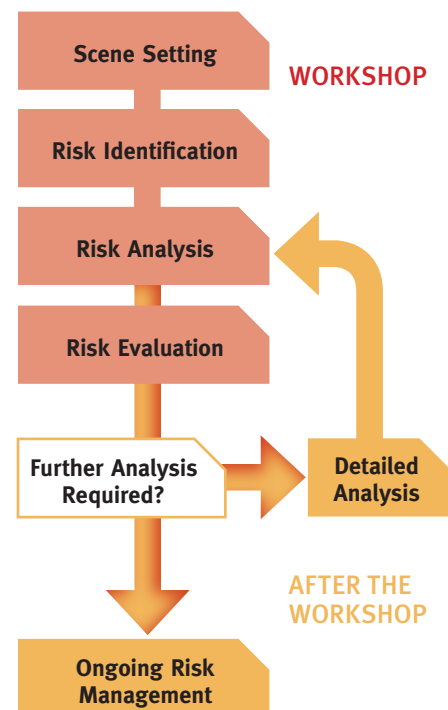 Scene Setting
WORKSHOP
Risk Identification
Risk Analysis
Risk Evaluation
Further Analysis
Required?
Detailed
Analysis
AFTER THE
WORKSHOP
Ongoing Risk
Management